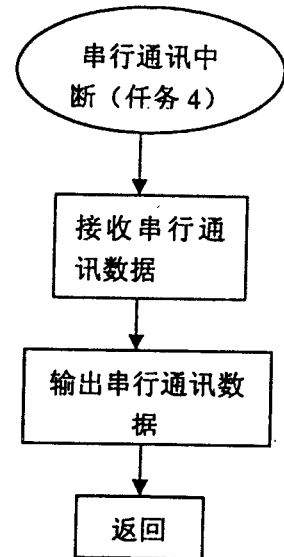 串行通讯中
断（任务4）
接收串行通
讯数据
输出串行通讯数
据
返回